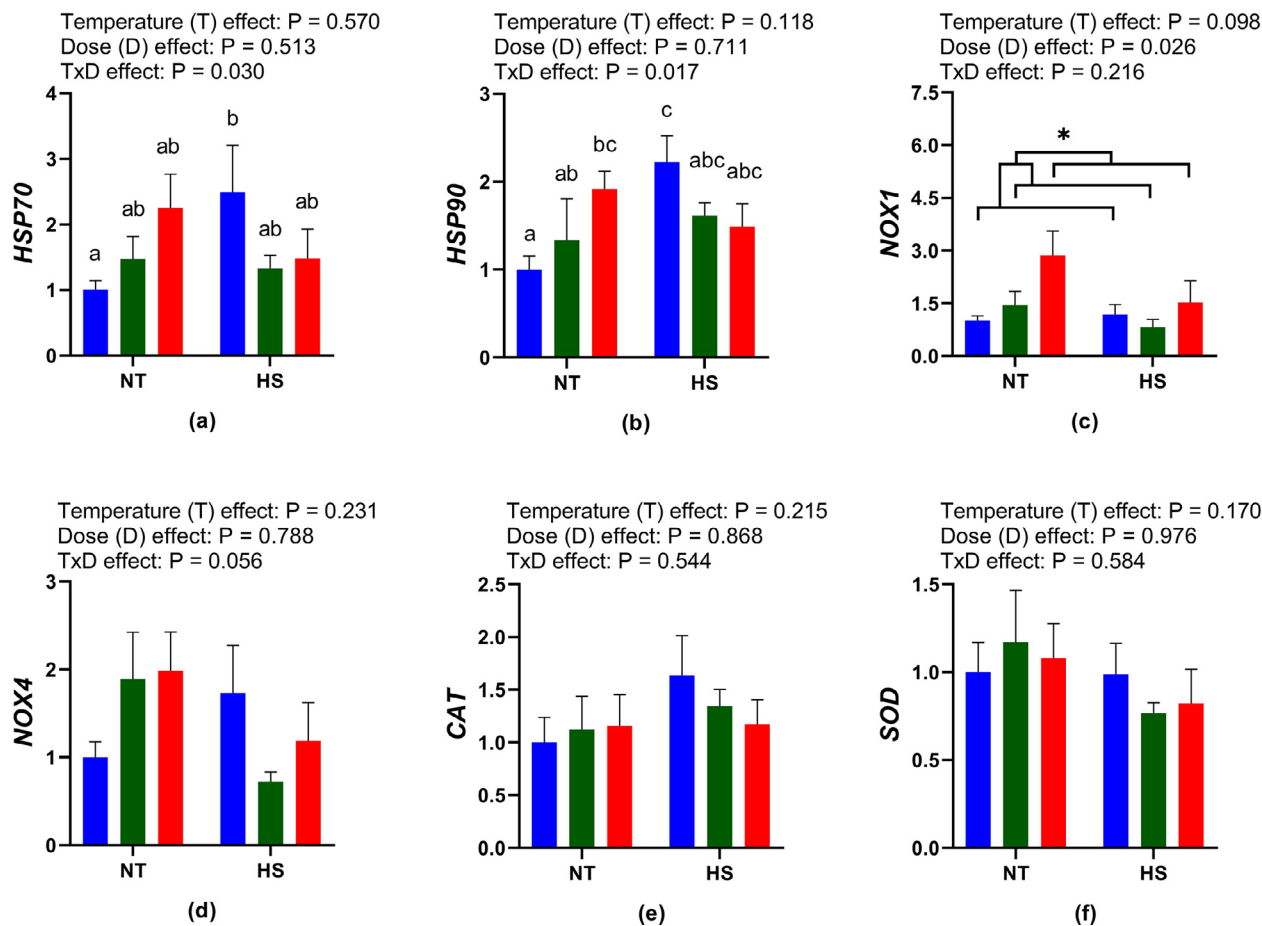 Temperature (T) effect: P = 0.570
Dose (D) effect: P = 0.513
TxD effect: P = 0.030
4
3
2
1
0
HSP70
a
ab
ab
b
ab
ab
NT
HS
(a)
Temperature (T) effect: P = 0.118
Dose (D) effect: P = 0.711
TxD effect: P = 0.017
3
2
1
0
HSP90
a
ab
bc
c
abc
abc
NT
HS
(b)
Temperature (T) effect: P = 0.098
Dose (D) effect: P = 0.026
TxD effect: P = 0.216
7.5
6.0
4.5
3.0
1.5
0.0
NOX1
*
NT
HS
(c)
Temperature (T) effect: P = 0.231
Dose (D) effect: P = 0.788
TxD effect: P = 0.056
3
2
1
0
NOX4
NT
HS
(d)
Temperature (T) effect: P = 0.215
Dose (D) effect: P = 0.868
TxD effect: P = 0.544
2.5
2.0
1.5
1.0
0.5
0.0
CAT
NT
HS
(e)
Temperature (T) effect: P = 0.170
Dose (D) effect: P = 0.976
TxD effect: P = 0.584
1.5
1.0
0.5
0.0
SOD
NT
HS
(f)